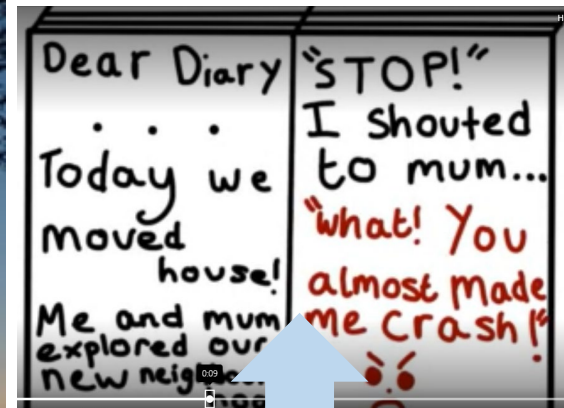 Dear Diary
. . .
Today we
moved
house!
Me and mum
explored our
new
0:09
"STOP!"
I shouted
to mum...
"what! You
almost made
me crash!"
H